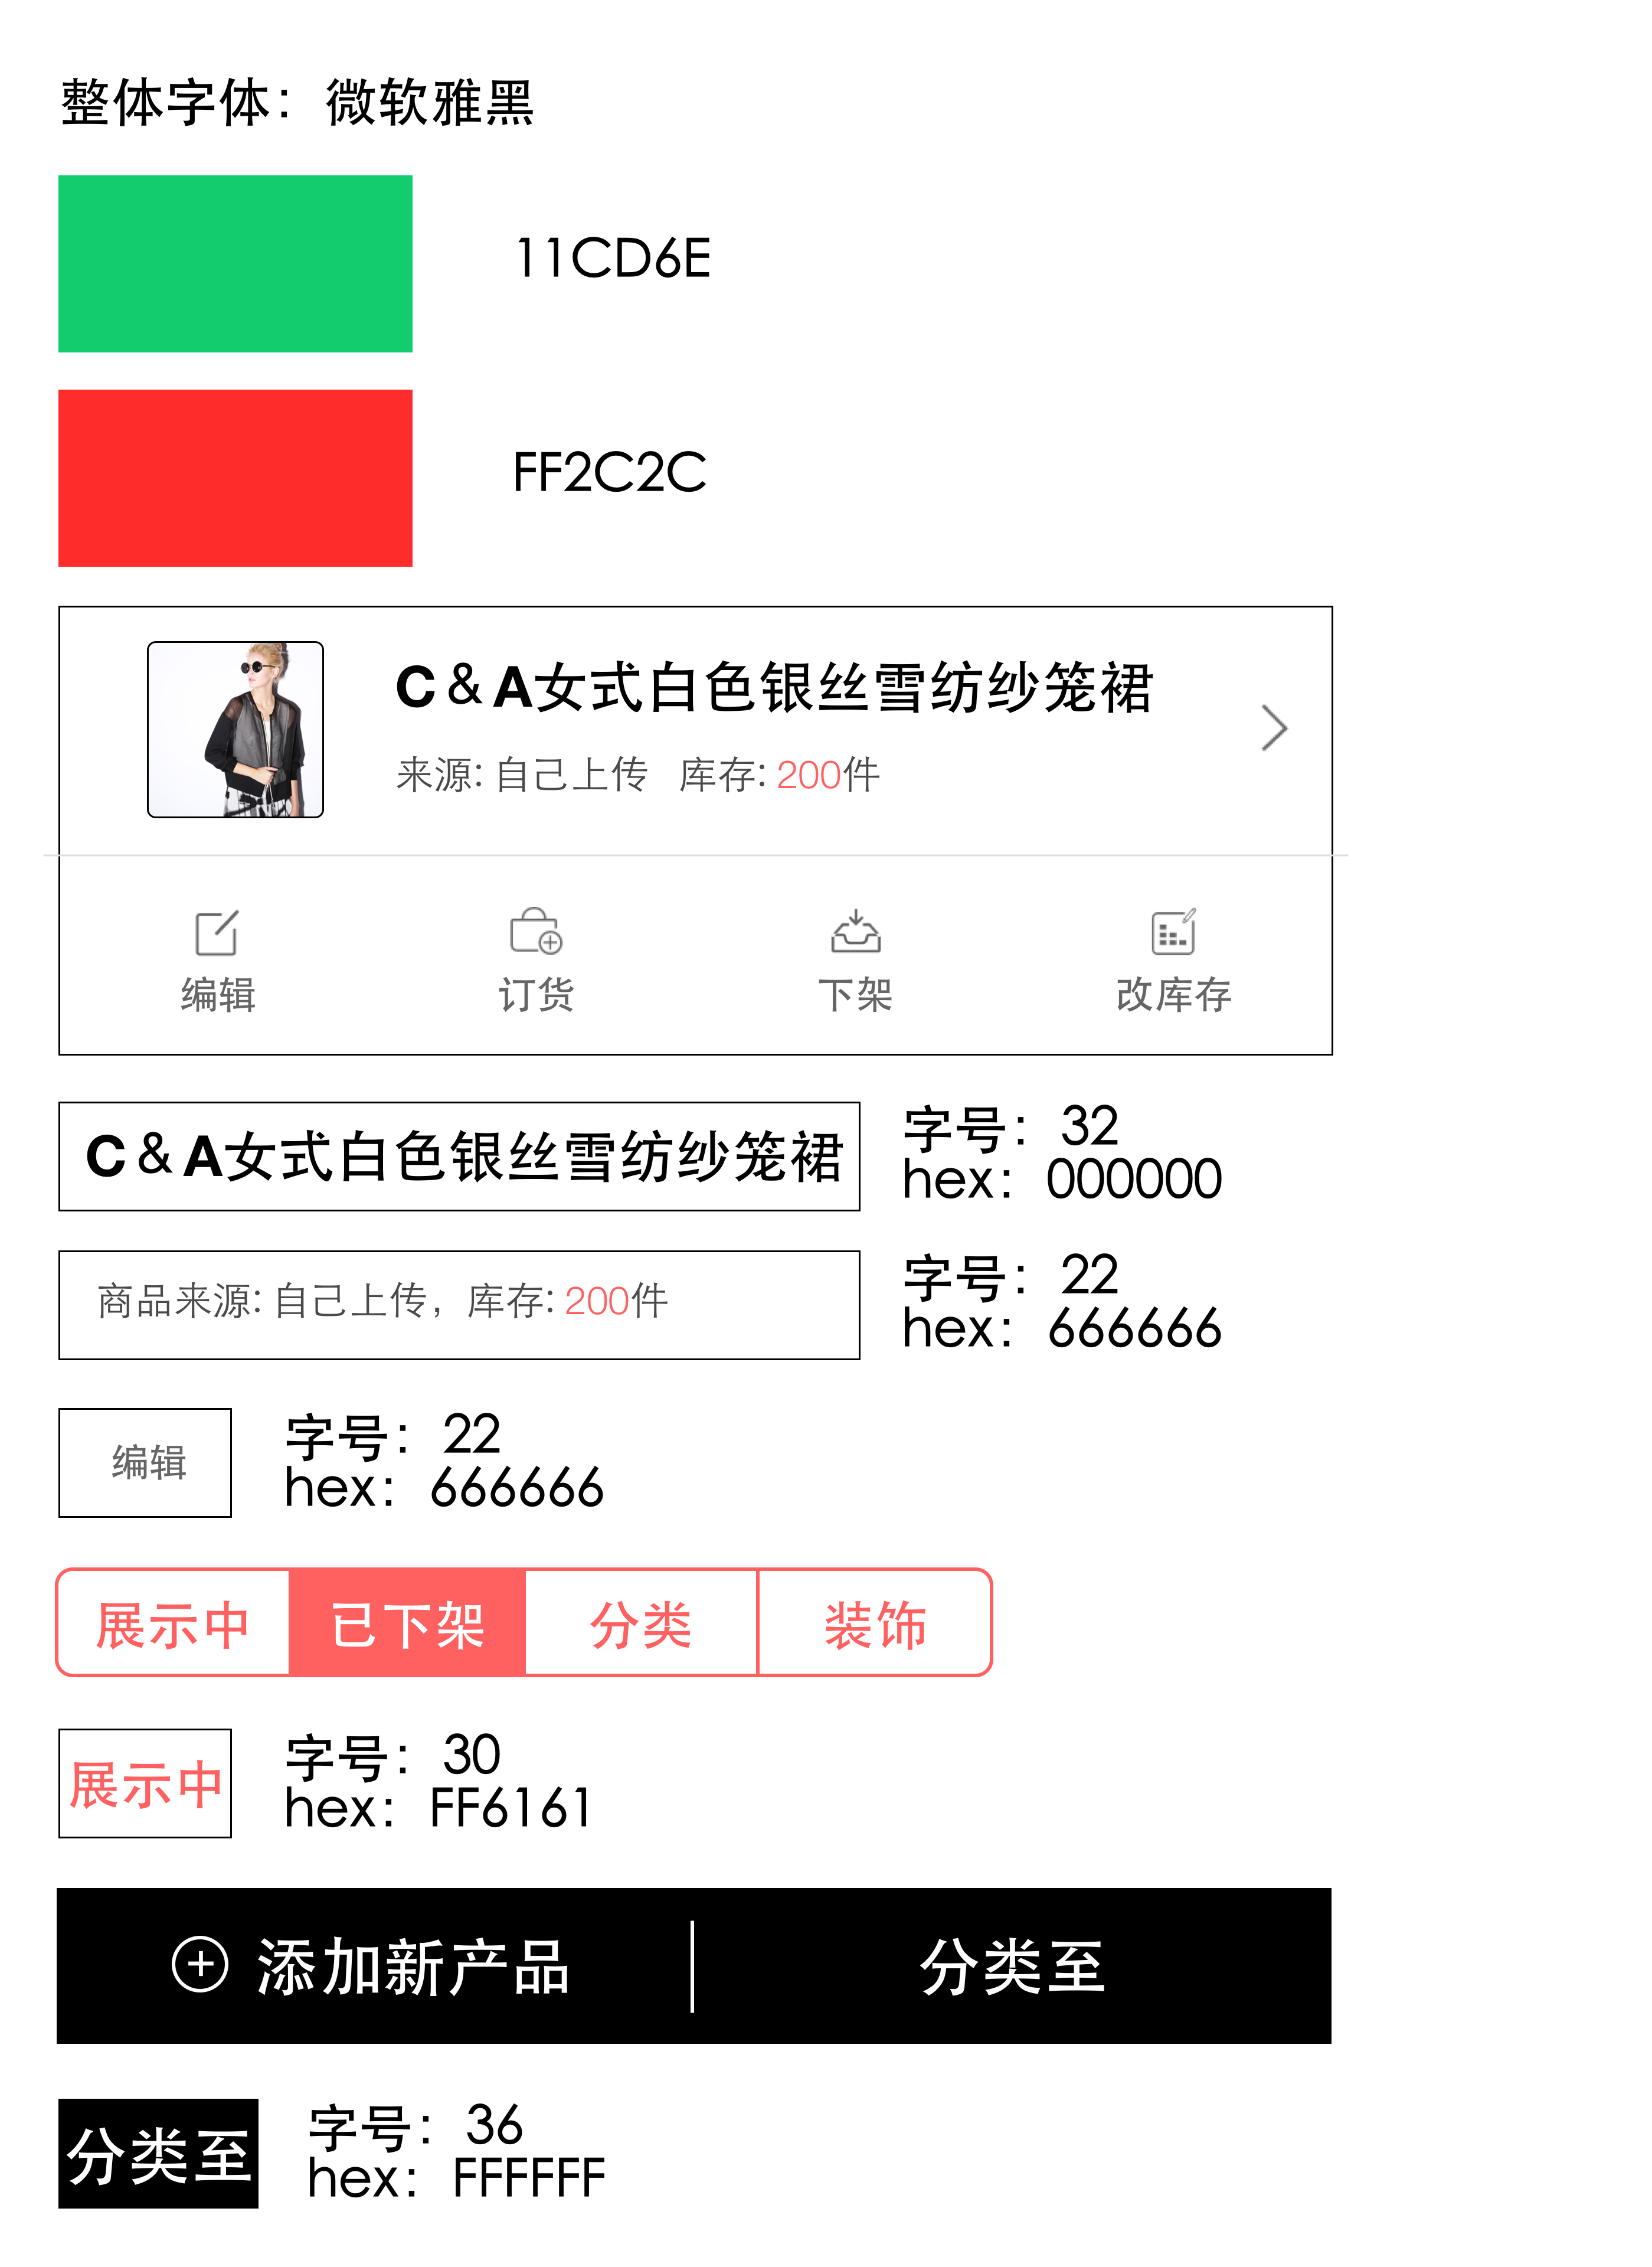 整体字体：微软雅黑
11CD6E
FF2C2C
C＆A女式白色银丝雪纺纱笼裙
来源: 自己上传 库存: 200件
编辑 订货 下架 改库存
C＆A女式白色银丝雪纺纱笼裙
字号：32
hex：000000
商品来源: 自己上传，库存: 200件
字号：22
hex：666666
编辑
字号：22
hex：666666
展示中 已下架 分类 装饰
展示中
字号：30
hex：FF6161
添加新产品 分类至
分类至
字号：36
hex：FFFFFF